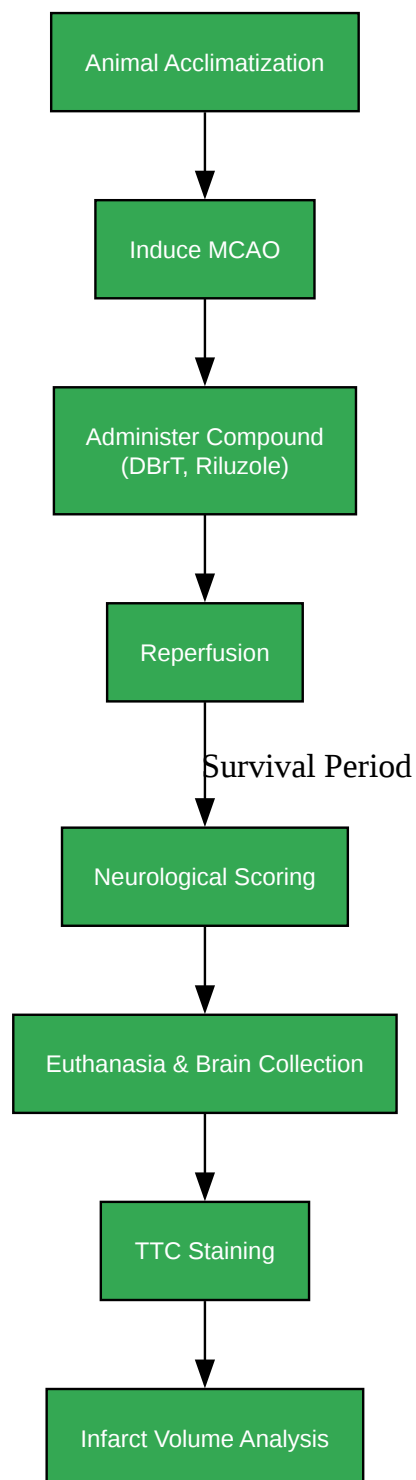 Animal Acclimatization
Induce MCAO
Administer Compound
(DBrT, Riluzole)
Reperfusion
Survival Period
Neurological Scoring
Euthanasia & Brain Collection
TTC Staining
Infarct Volume Analysis